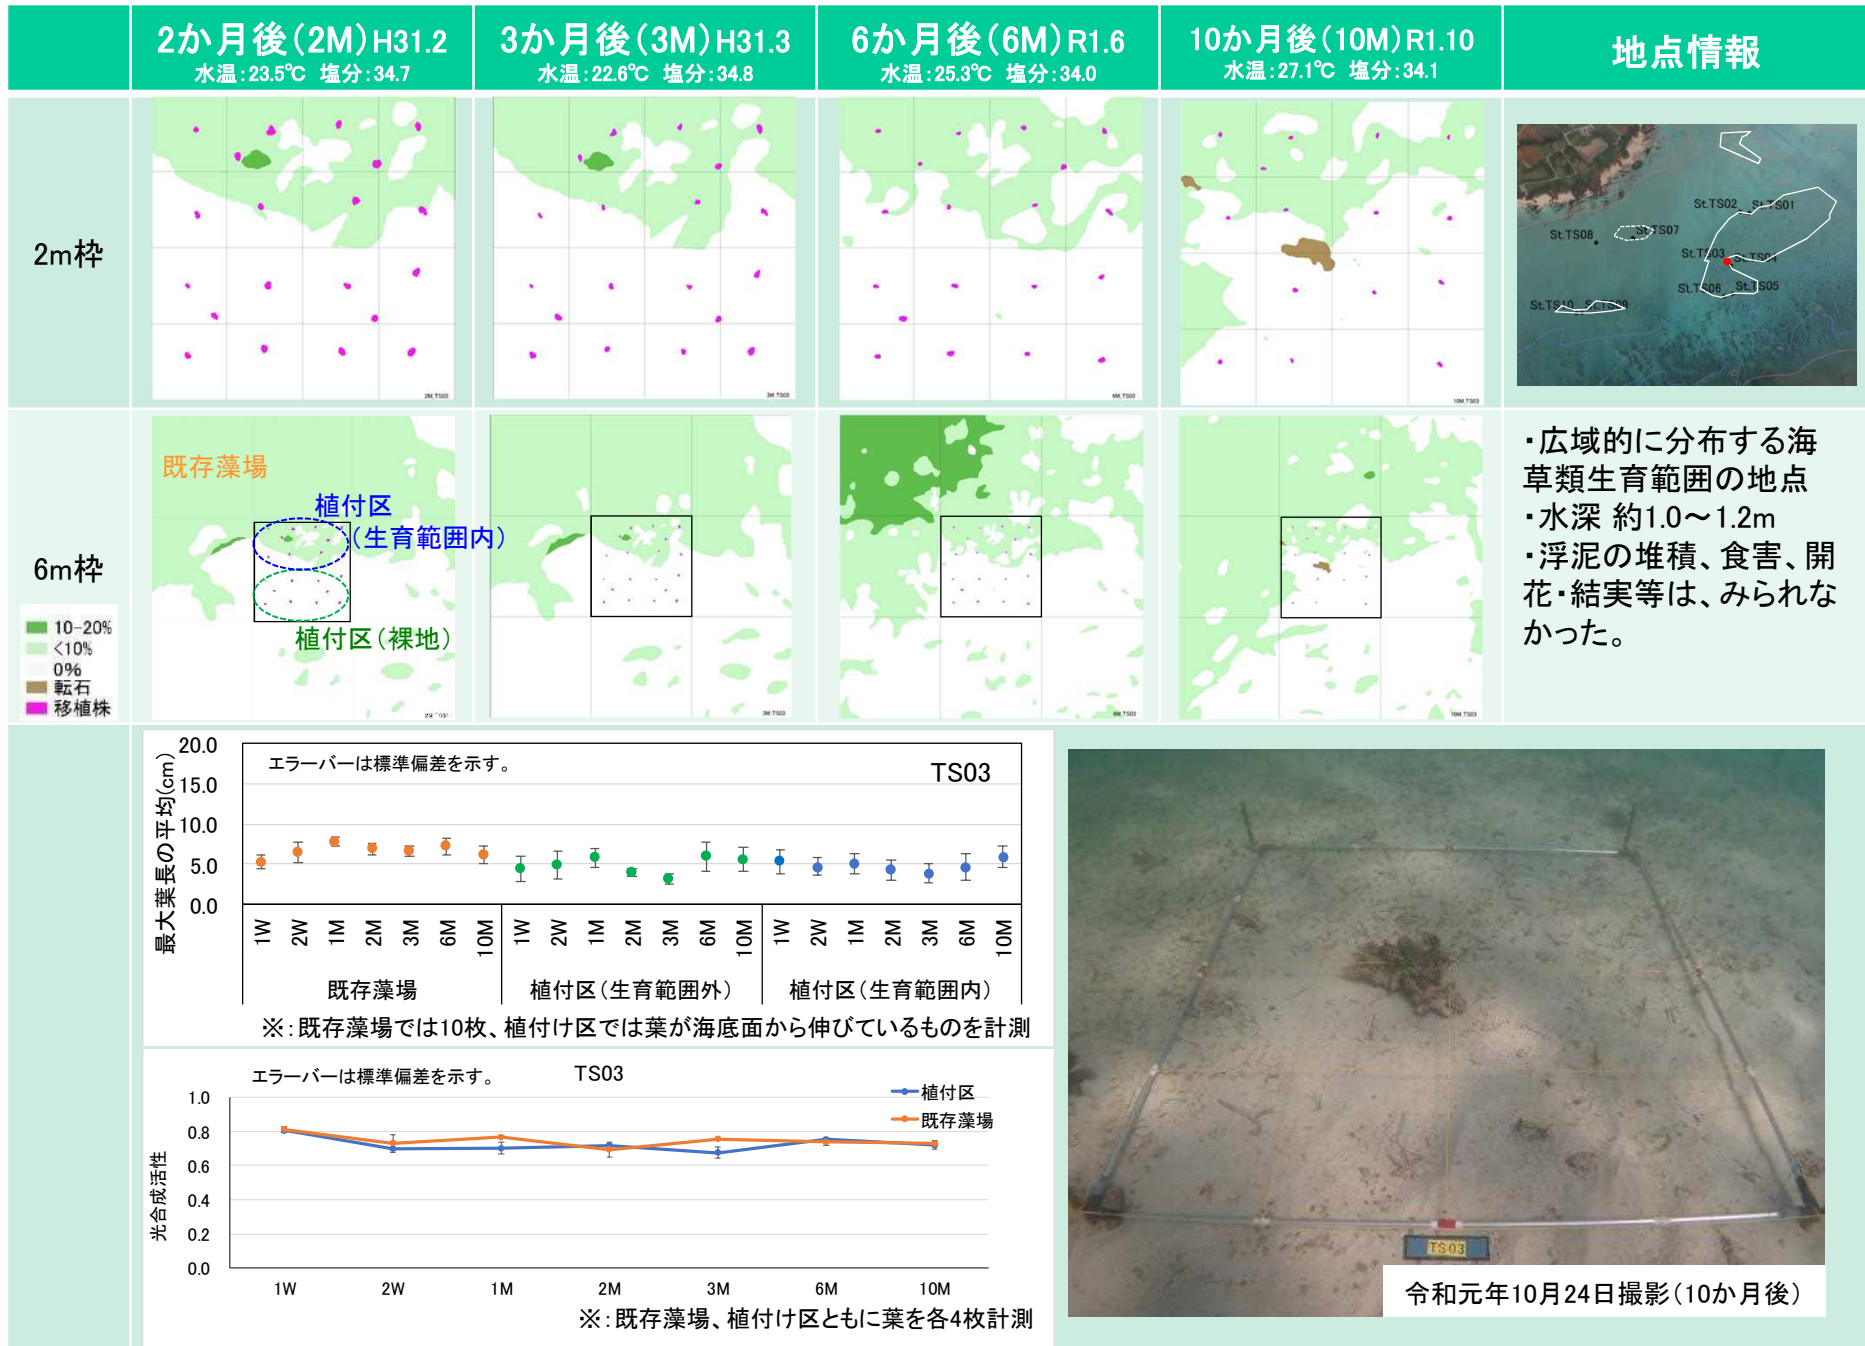 2か月後(2M)H31.2
水温:23.5℃ 塩分:34.7
3か月後(3M)H31.3
水温:22.6℃ 塩分:34.8
6か月後(6M)R1.6
水温:25.3℃ 塩分:34.0
10か月後(10M)R1.10
水温:27.1℃ 塩分:34.1
地点情報
2m枠
2M_TS03
3M_TS03
6M_TS03
10M_TS03
St.TS02
St.TS01
St.TS08
St.TS07
St.TS03
St.TS04
St.TS06
St.TS05
St.TS10
St.TS09
6m枠
10-20%
<10%
0%
転石
移植株
既存藻場
植付区
(生育範囲内)
植付区(裸地)
2M_TS03
3M_TS03
6M_TS03
10M_TS03
・広域的に分布する海
草類生育範囲の地点
・水深 約1.0~1.2m
・浮泥の堆積、食害、開
花・結実等は、みられな
かった。
最大葉長の平均(cm)
20.0
15.0
10.0
5.0
0.0
エラーバーは標準偏差を示す。
TS03
1W 2W 1M 2M 3M 6M 10M 1W 2W 1M 2M 3M 6M 10M 1W 2W 1M 2M 3M 6M 10M
既存藻場 植付区(生育範囲外) 植付区(生育範囲内)
※:既存藻場では10枚、植付け区では葉が海底面から伸びているものを計測
エラーバーは標準偏差を示す。
TS03
植付区
既存藻場
光合成活性
1.0
0.8
0.6
0.4
0.2
0.0
1W 2W 1M 2M 3M 6M 10M
※:既存藻場、植付け区ともに葉を各4枚計測
TS03
令和元年10月24日撮影(10か月後)